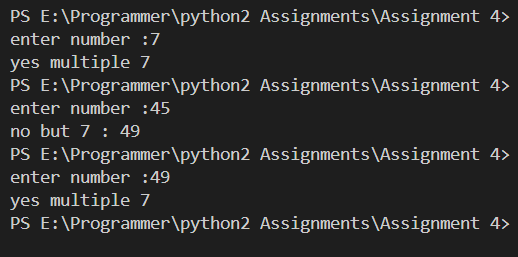 PS E:\Programmer\python2 Assignments\Assignment 4>
enter number :7
yes multiple 7
PS E:\Programmer\python2 Assignments\Assignment 4>
enter number :45
no but 7 : 49
PS E:\Programmer\python2 Assignments\Assignment 4>
enter number :49
yes multiple 7
PS E:\Programmer\python2 Assignments\Assignment 4>